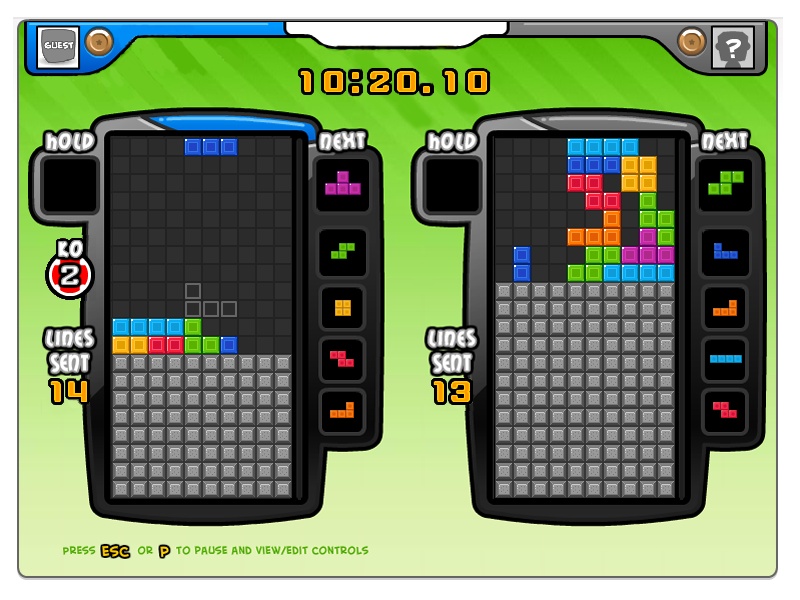 GUEST
?
10:20.10
HOLD
NEXT
HOLD
NEXT
KO
2
LINES
SENT
14
LINES
SENT
13
PRESS ESC OR P TO PAUSE AND VIEW/EDIT CONTROLS